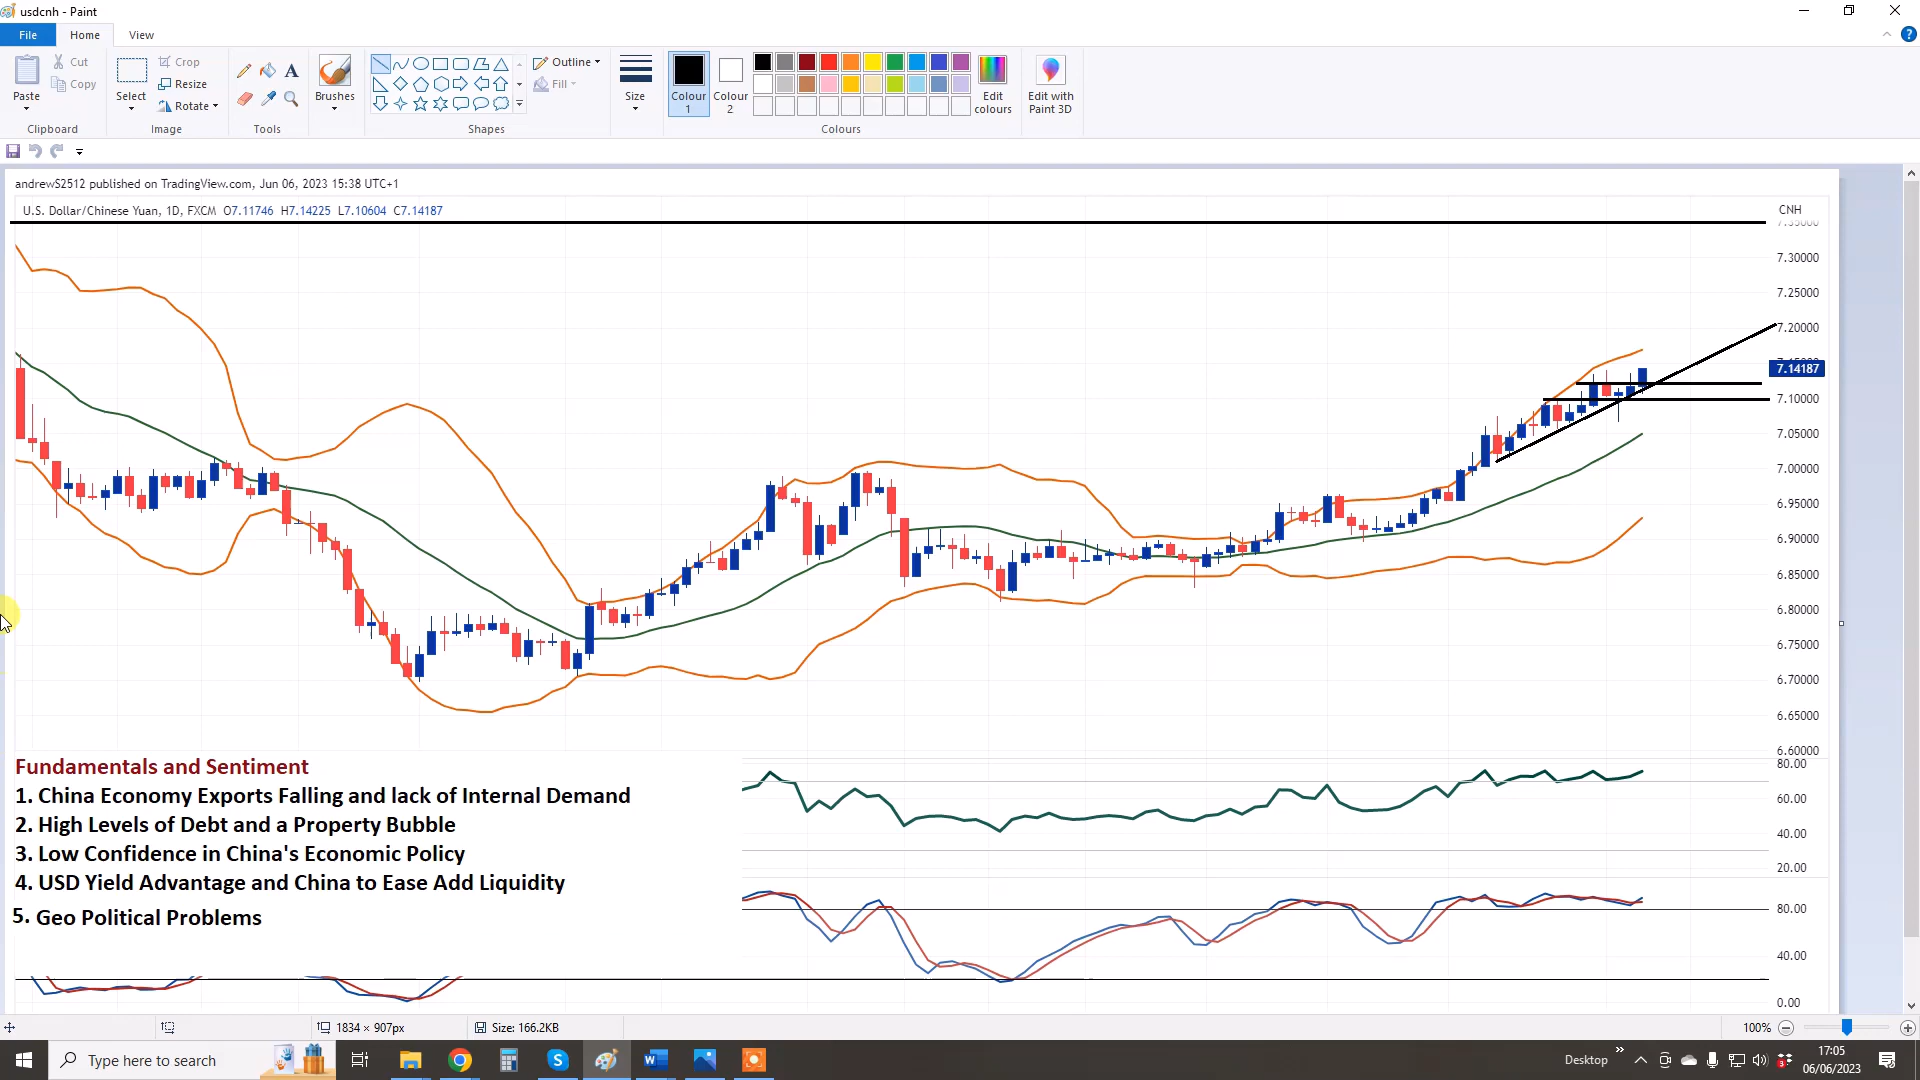 usdcnh - Paint
File
Home
View
Paste
Cut
Copy
Clipboard
Select
Crop
Resize
Rotate
Image
A
Tools
Brushes
Shapes
Outline
Fill
Size
Colour
1
Colour
2
Edit
colours
Colours
Edit with
Paint 3D
andrewS2512 published on TradingView.com, Jun 06, 2023 15:38 UTC+1
U.S. Dollar/Chinese Yuan, 1D, FXCM O7.11746 H7.14225 L7.10604 C7.14187
CNH
7.35000
7.30000
7.25000
7.20000
7.14187
7.10000
7.05000
7.00000
6.95000
6.90000
6.85000
6.80000
6.75000
6.70000
6.65000
6.60000
Fundamentals and Sentiment
1. China Economy Exports Falling and lack of Internal Demand
2. High Levels of Debt and a Property Bubble
3. Low Confidence in China's Economic Policy
4. USD Yield Advantage and China to Ease Add Liquidity
5. Geo Political Problems
80.00
60.00
40.00
20.00
80.00
40.00
0.00
1834 × 907px
Size: 166.2KB
100%
Type here to search
Desktop
17:05
06/06/2023